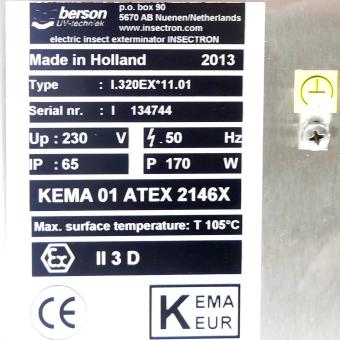 berson
UV-techniek
p.o. box 90
5670 AB Nuenen/Netherlands
www.insectron.com
electric insect exterminator INSECTRON
Made in Holland 2013
Type : I.320EX*11.01
Serial nr. : I 134744
Up : 230 V 50 Hz
IP : 65 P 170 W
KEMA 01 ATEX 2146X
Max. surface temperature: T 105°C
Ex II 3 D
CE KEMA
EUR